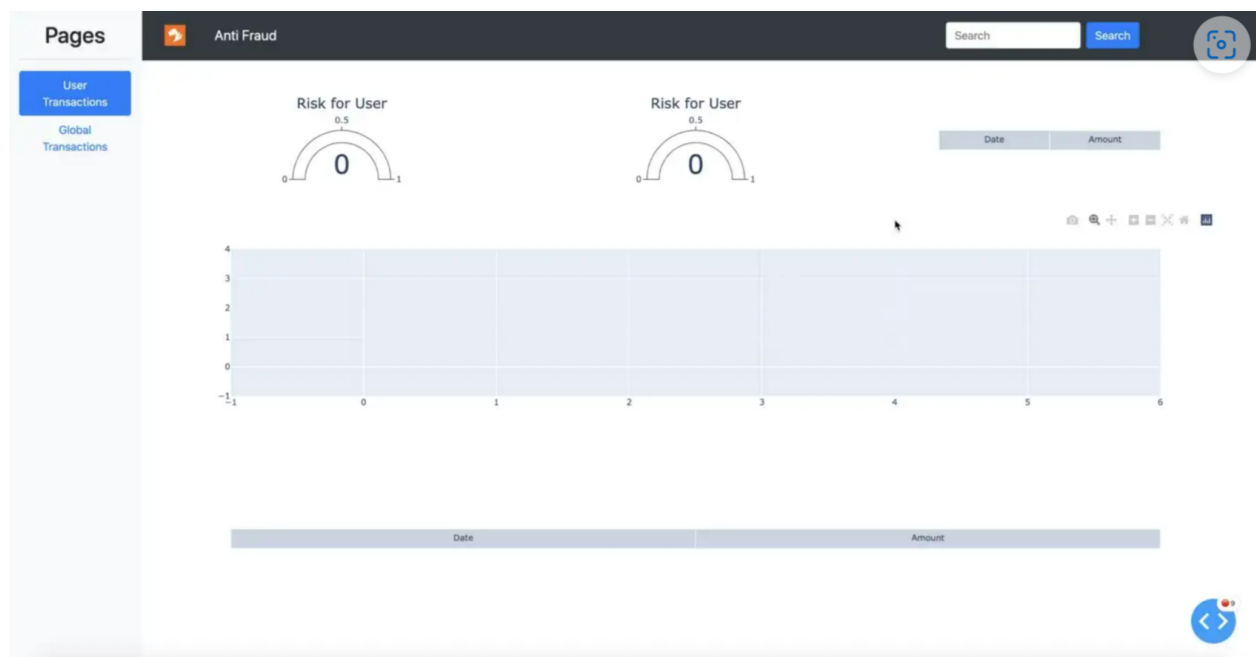 Pages
Anti Fraud
Search
Search
User
Transactions
Global
Transactions
Risk for User
0.5
0
0
1
Risk for User
0.5
0
0
1
Date
Amount
4
3
2
1
0
−1
−1
0
1
2
3
4
5
6
Date
Amount